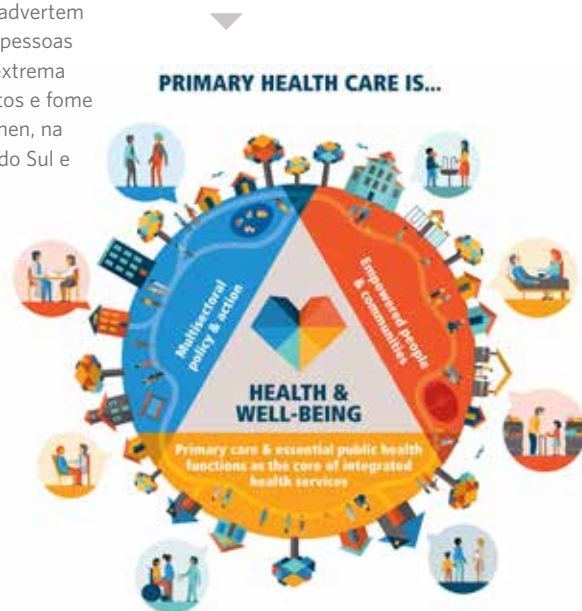 advertem
pessoas
extrema
tos e fome
men, na
do Sul e
PRIMARY HEALTH CARE IS...
Multisectoral
policy & action
Empowered people
& communities
HEALTH &
WELL-BEING
Primary care & essential public health
functions as the core of integrated
health services